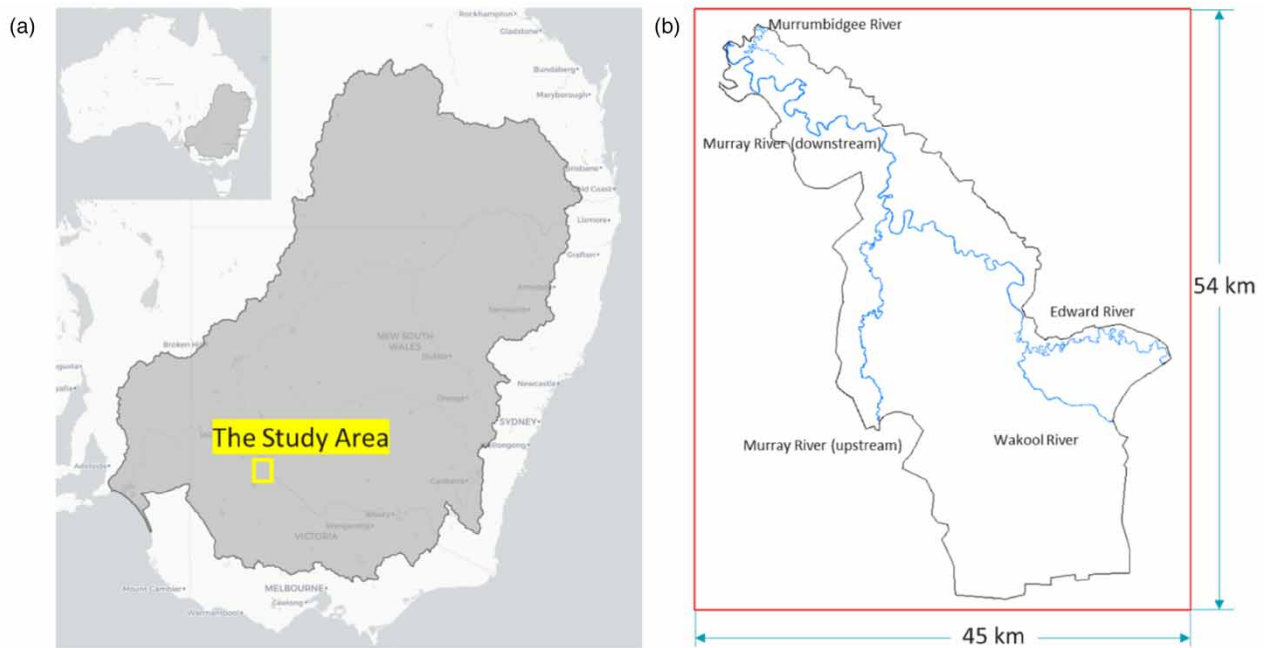 (a)
Rockhampton
Gladstone
Bundaberg
Maryborough
Brisbane
Gold Coast
Lismore
Grafton
Armidale
Tamworth
NEW SOUTH
WALES
Dubbo
Broken Hill
Newcastle
Orange
SYDNEY
Wollongong
The Study Area
Adelaide
Canberra
Albury
Wangaratta
VICTORIA
Mount Gambier
MELBOURNE
Geelong
Warrnambool
(b)
Murrumbidgee River
Murray River (downstream)
54 km
Edward River
Murray River (upstream)
Wakool River
45 km